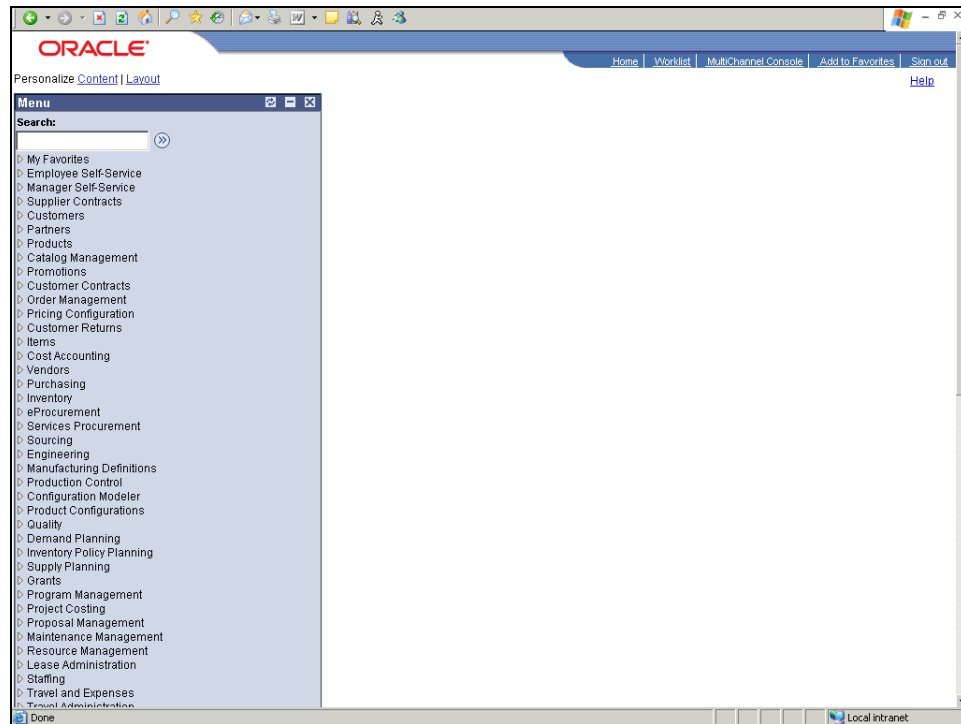 ORACLE
Home | Worklist | MultiChannel Console | Add to Favorites | Sign out
Personalize Content | Layout
Help
Menu
Search:
My Favorites
Employee Self-Service
Manager Self-Service
Supplier Contracts
Customers
Partners
Products
Catalog Management
Promotions
Customer Contracts
Order Management
Pricing Configuration
Customer Returns
Items
Cost Accounting
Vendors
Purchasing
Inventory
eProcurement
Services Procurement
Sourcing
Engineering
Manufacturing Definitions
Production Control
Configuration Modeler
Product Configurations
Quality
Demand Planning
Inventory Policy Planning
Supply Planning
Grants
Program Management
Project Costing
Proposal Management
Maintenance Management
Resource Management
Lease Administration
Staffing
Travel and Expenses
Travel Administration
Done
Local intranet